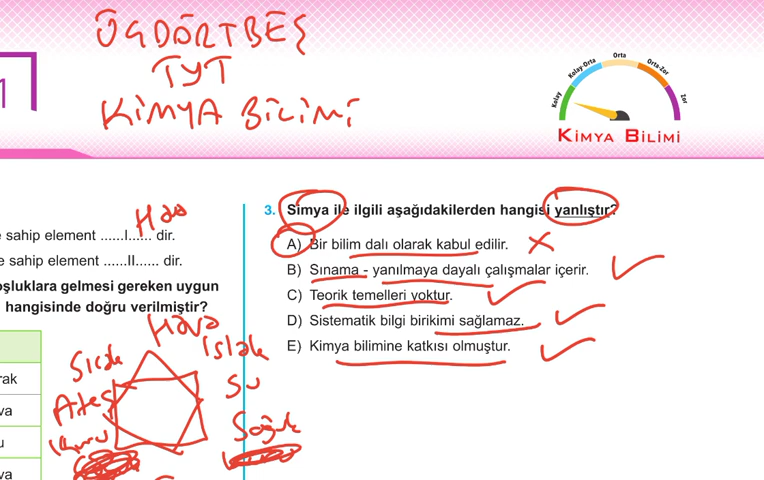 ÜÇDÖRTBEŞ
TYT
KİMYA BİLİMİ
1
Kolay
Kolay-Orta
Orta
Orta-Zor
Zor
KİMYA BİLİMİ
Hava
e sahip element ......I...... dir.
e sahip element ......II...... dir.
oşluklara gelmesi gereken uygun
hangisinde doğru verilmiştir?
rak
va
u
va
Hava
Sıcak
Islak
Ateş
Su
Kuru
Soğuk
3. Simya ile ilgili aşağıdakilerden hangisi yanlıştır?
A) Bir bilim dalı olarak kabul edilir.
B) Sınama - yanılmaya dayalı çalışmalar içerir.
C) Teorik temelleri yoktur.
D) Sistematik bilgi birikimi sağlamaz.
E) Kimya bilimine katkısı olmuştur.